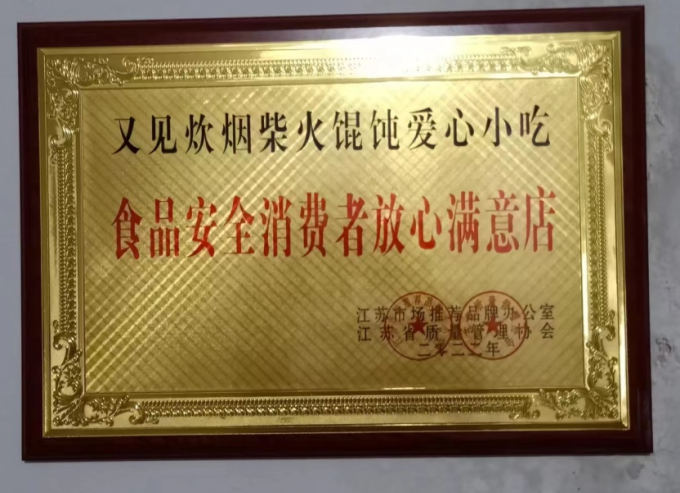 又见炊烟柴火馄饨爱心小吃
食品安全消费者放心满意店
江苏市场推荐品牌办公室
江苏省质量管理协会
二零二二年